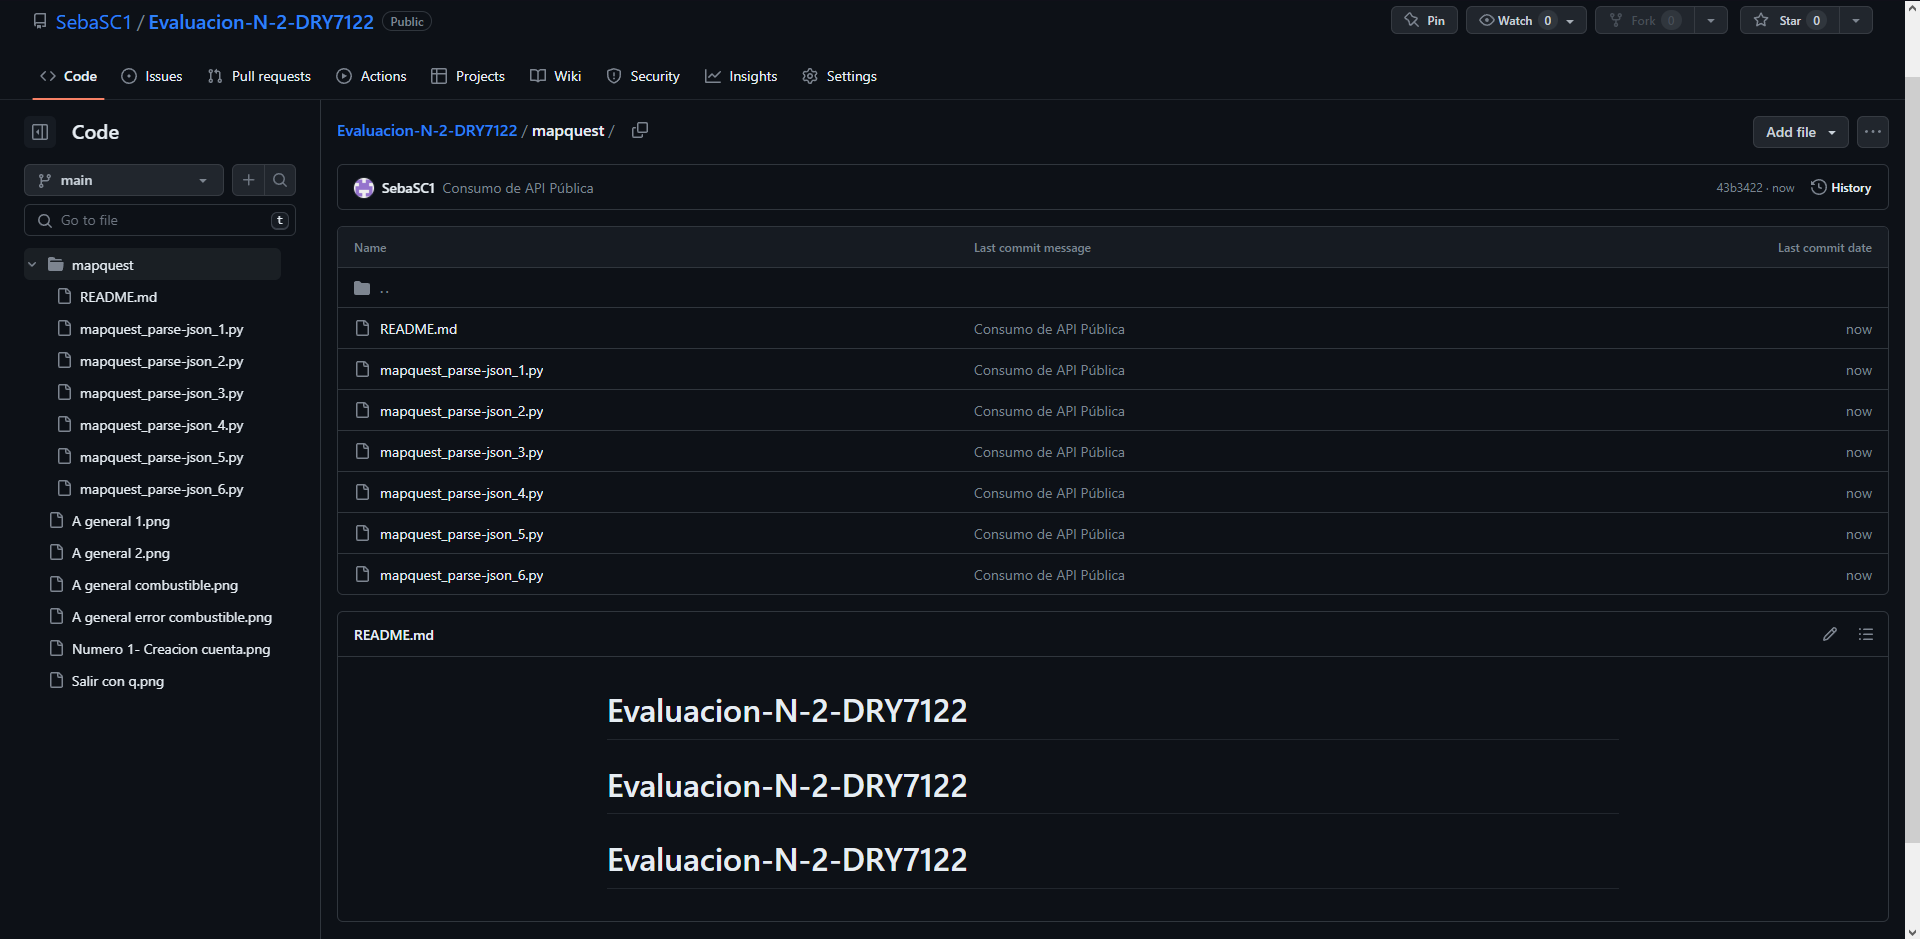 SebaSC1 / Evaluacion-N-2-DRY7122 Public
Pin Watch 0 Fork 0 Star 0
Code Issues Pull requests Actions Projects Wiki Security Insights Settings
Code
main
Go to file t
mapquest
README.md
mapquest_parse-json_1.py
mapquest_parse-json_2.py
mapquest_parse-json_3.py
mapquest_parse-json_4.py
mapquest_parse-json_5.py
mapquest_parse-json_6.py
A general 1.png
A general 2.png
A general combustible.png
A general error combustible.png
Numero 1- Creacion cuenta.png
Salir con q.png
Evaluacion-N-2-DRY7122 / mapquest /
Add file
SebaSC1 Consumo de API Pública 43b3422 · now History
Name Last commit message Last commit date
..
README.md Consumo de API Pública now
mapquest_parse-json_1.py Consumo de API Pública now
mapquest_parse-json_2.py Consumo de API Pública now
mapquest_parse-json_3.py Consumo de API Pública now
mapquest_parse-json_4.py Consumo de API Pública now
mapquest_parse-json_5.py Consumo de API Pública now
mapquest_parse-json_6.py Consumo de API Pública now
README.md
Evaluacion-N-2-DRY7122
Evaluacion-N-2-DRY7122
Evaluacion-N-2-DRY7122